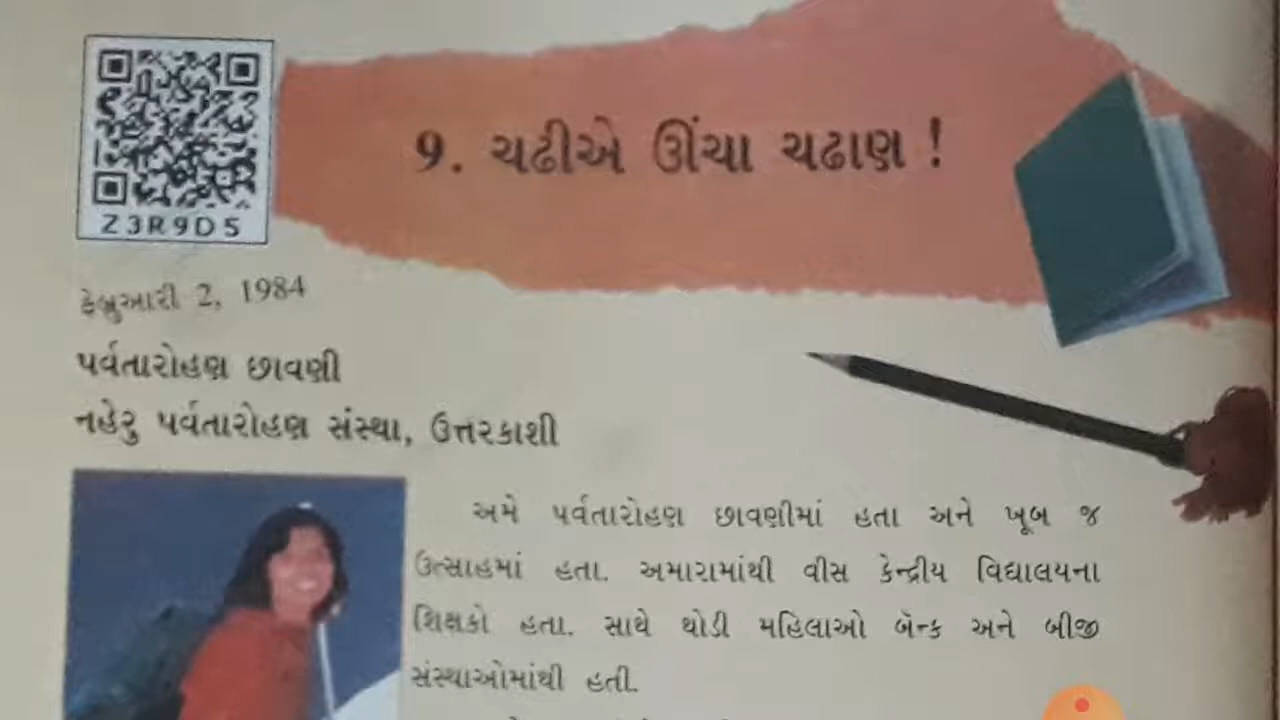 Z3R9D5
9. ચઢીએ ઊંચા ચઢાણ !
ફેબ્રુઆરી 2, 1984
પર્વતારોહણ છાવણી
નહેરુ પર્વતારોહણ સંસ્થા, ઉત્તરકાશી
અમે પર્વતારોહણ છાવણીમાં હતા અને ખૂબ જ
ઉત્સાહમાં હતા. અમારામાંથી વીસ કેન્દ્રીય વિદ્યાલયના
શિક્ષકો હતા. સાથે થોડી મહિલાઓ બૅન્ક અને બીજી
સંસ્થાઓમાંથી હતી.